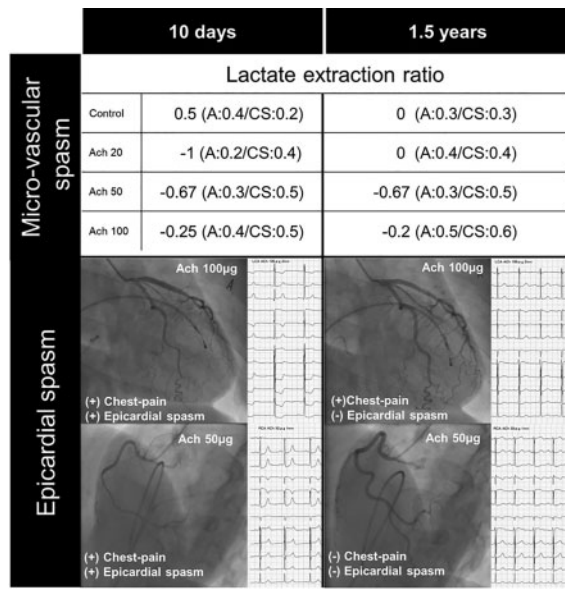 10 days 1.5 years
Micro-vascular spasm
Lactate extraction ratio
Control 0.5 (A:0.4/CS:0.2) 0 (A:0.3/CS:0.3)
Ach 20 -1 (A:0.2/CS:0.4) 0 (A:0.4/CS:0.4)
Ach 50 -0.67 (A:0.3/CS:0.5) -0.67 (A:0.3/CS:0.5)
Ach 100 -0.25 (A:0.4/CS:0.5) -0.2 (A:0.5/CS:0.6)
Epicardial spasm
Ach 100μg
(+) Chest-pain
(+) Epicardial spasm
Ach 100μg
(+)Chest-pain
(-) Epicardial spasm
Ach 50μg
(+) Chest-pain
(+) Epicardial spasm
Ach 50μg
(-) Chest-pain
(-) Epicardial spasm